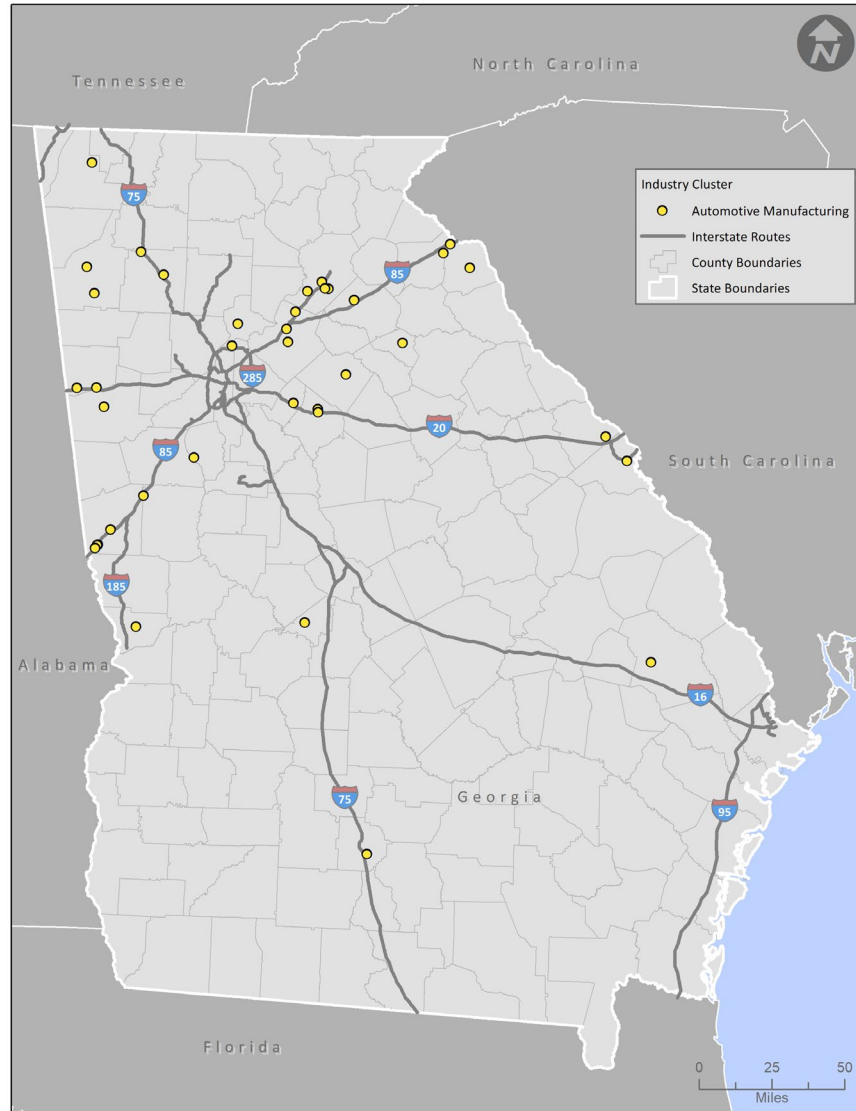 N
Tennessee
North Carolina
Industry Cluster
Automotive Manufacturing
Interstate Routes
County Boundaries
State Boundaries
75
85
285
20
85
South Carolina
185
Alabama
16
75
Georgia
95
Florida
0 25 50
Miles